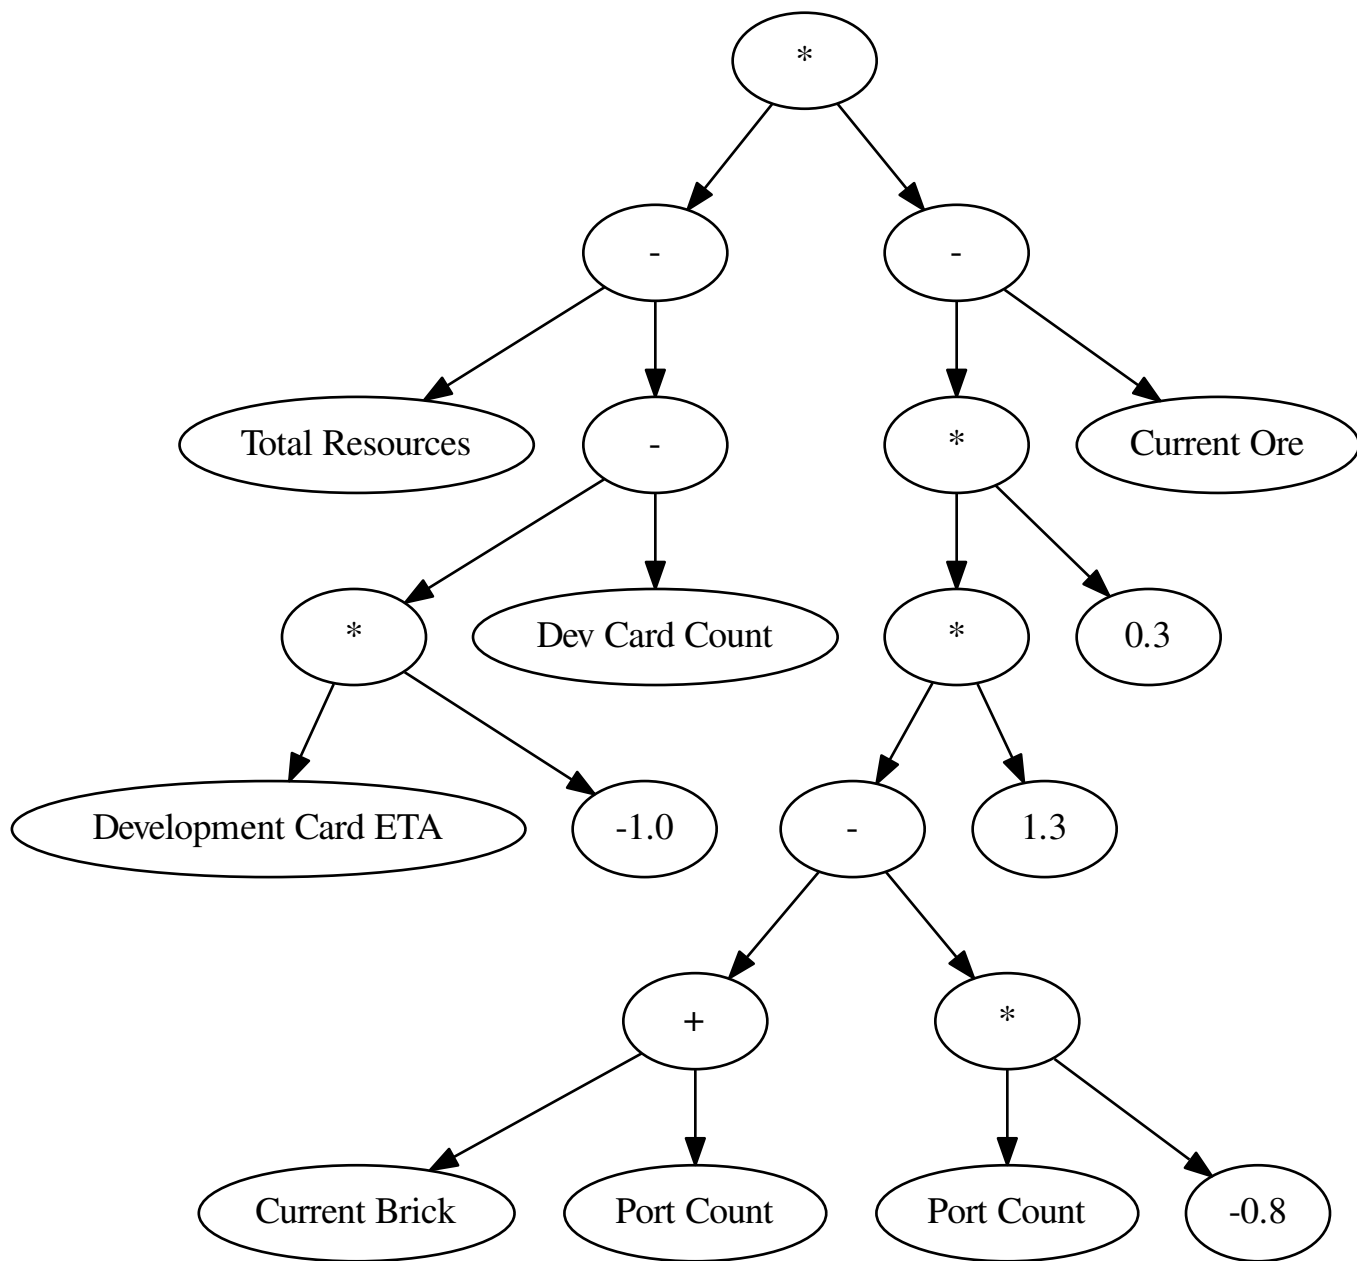 *
-
-
Total Resources
-
*
Current Ore
*
Dev Card Count
*
0.3
Development Card ETA
-1.0
-
1.3
+
*
Current Brick
Port Count
Port Count
-0.8